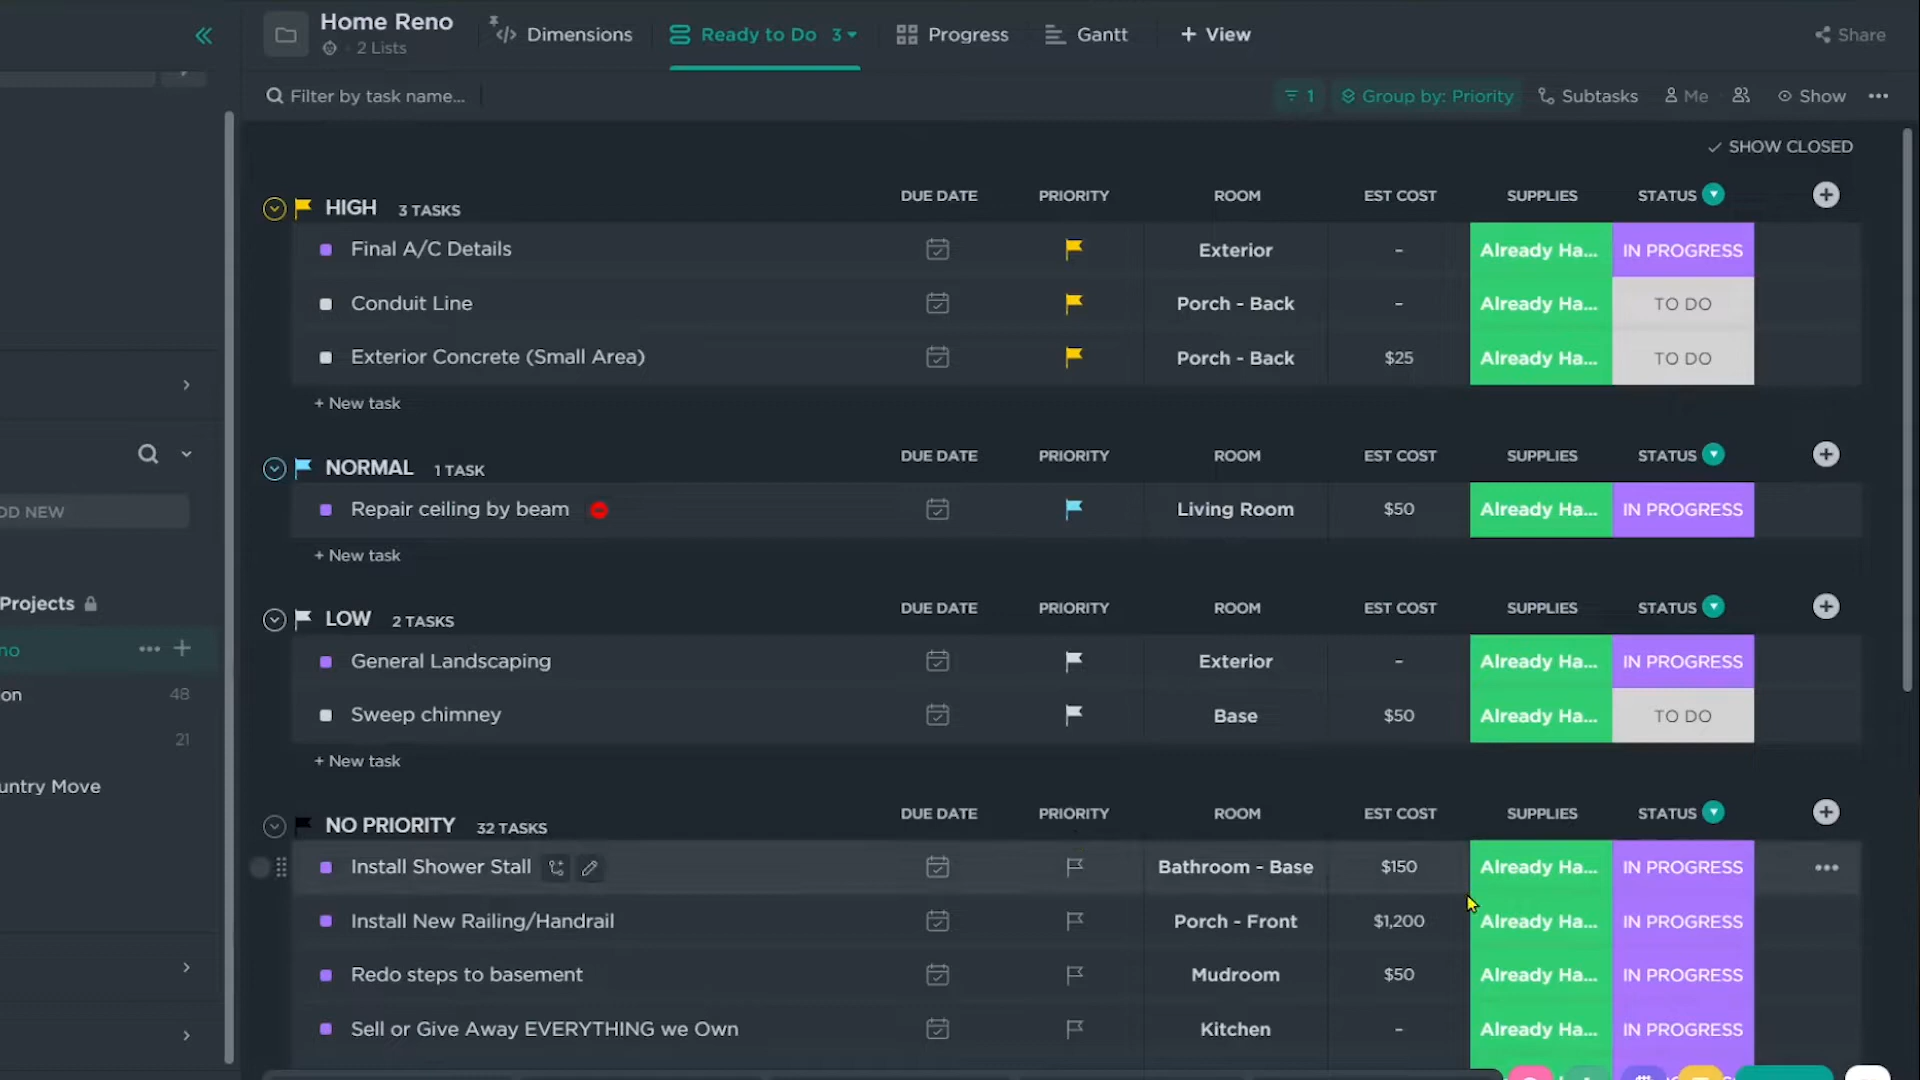 Home Reno
2 Lists
Dimensions
Ready to Do 3
Progress
Gantt
+ View
Share
Filter by task name...
1
Group by: Priority
Subtasks
Me
Show
SHOW CLOSED
HIGH 3 TASKS DUE DATE PRIORITY ROOM EST COST SUPPLIES STATUS
Final A/C Details Exterior - Already Ha... IN PROGRESS
Conduit Line Porch - Back - Already Ha... TO DO
Exterior Concrete (Small Area) Porch - Back $25 Already Ha... TO DO
+ New task
NORMAL 1 TASK DUE DATE PRIORITY ROOM EST COST SUPPLIES STATUS
Repair ceiling by beam Living Room $50 Already Ha... IN PROGRESS
+ New task
LOW 2 TASKS DUE DATE PRIORITY ROOM EST COST SUPPLIES STATUS
General Landscaping Exterior - Already Ha... IN PROGRESS
Sweep chimney Base $50 Already Ha... TO DO
+ New task
NO PRIORITY 32 TASKS DUE DATE PRIORITY ROOM EST COST SUPPLIES STATUS
Install Shower Stall Bathroom - Base $150 Already Ha... IN PROGRESS
Install New Railing/Handrail Porch - Front $1,200 Already Ha... IN PROGRESS
Redo steps to basement Mudroom $50 Already Ha... IN PROGRESS
Sell or Give Away EVERYTHING we Own Kitchen - Already Ha... IN PROGRESS
DD NEW
Projects
no
on 48
21
untry Move